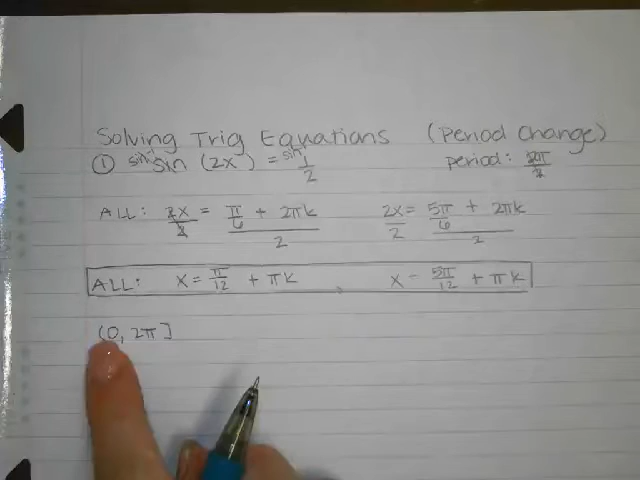 Solving Trig Equations (Period Change)
① sin⁻¹ sin (2x) = sin⁻¹ 1/2 period: 2π/2
ALL: 2x/2 = (π/6 + 2πk)/2 2x/2 = (5π/6 + 2πk)/2
ALL: x = π/12 + πk , x = 5π/12 + πk
(0, 2π]